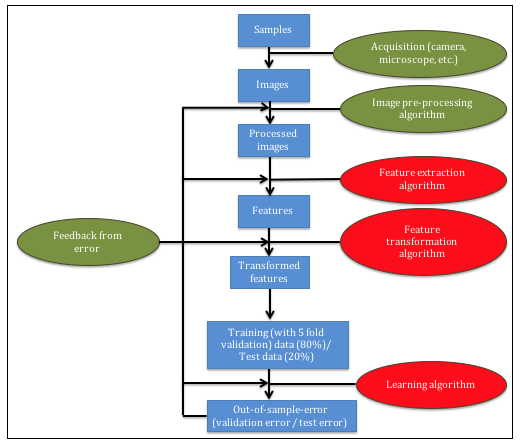 Samples
Acquisition (camera,
microscope, etc.)
Images
Image pre-processing
algorithm
Processed
images
Feature extraction
algorithm
Features
Feature
transformation
algorithm
Feedback from
error
Transformed
features
Training (with 5 fold
validation) data (80%)/
Test data (20%)
Learning algorithm
Out-of-sample-error
(validation error / test error)